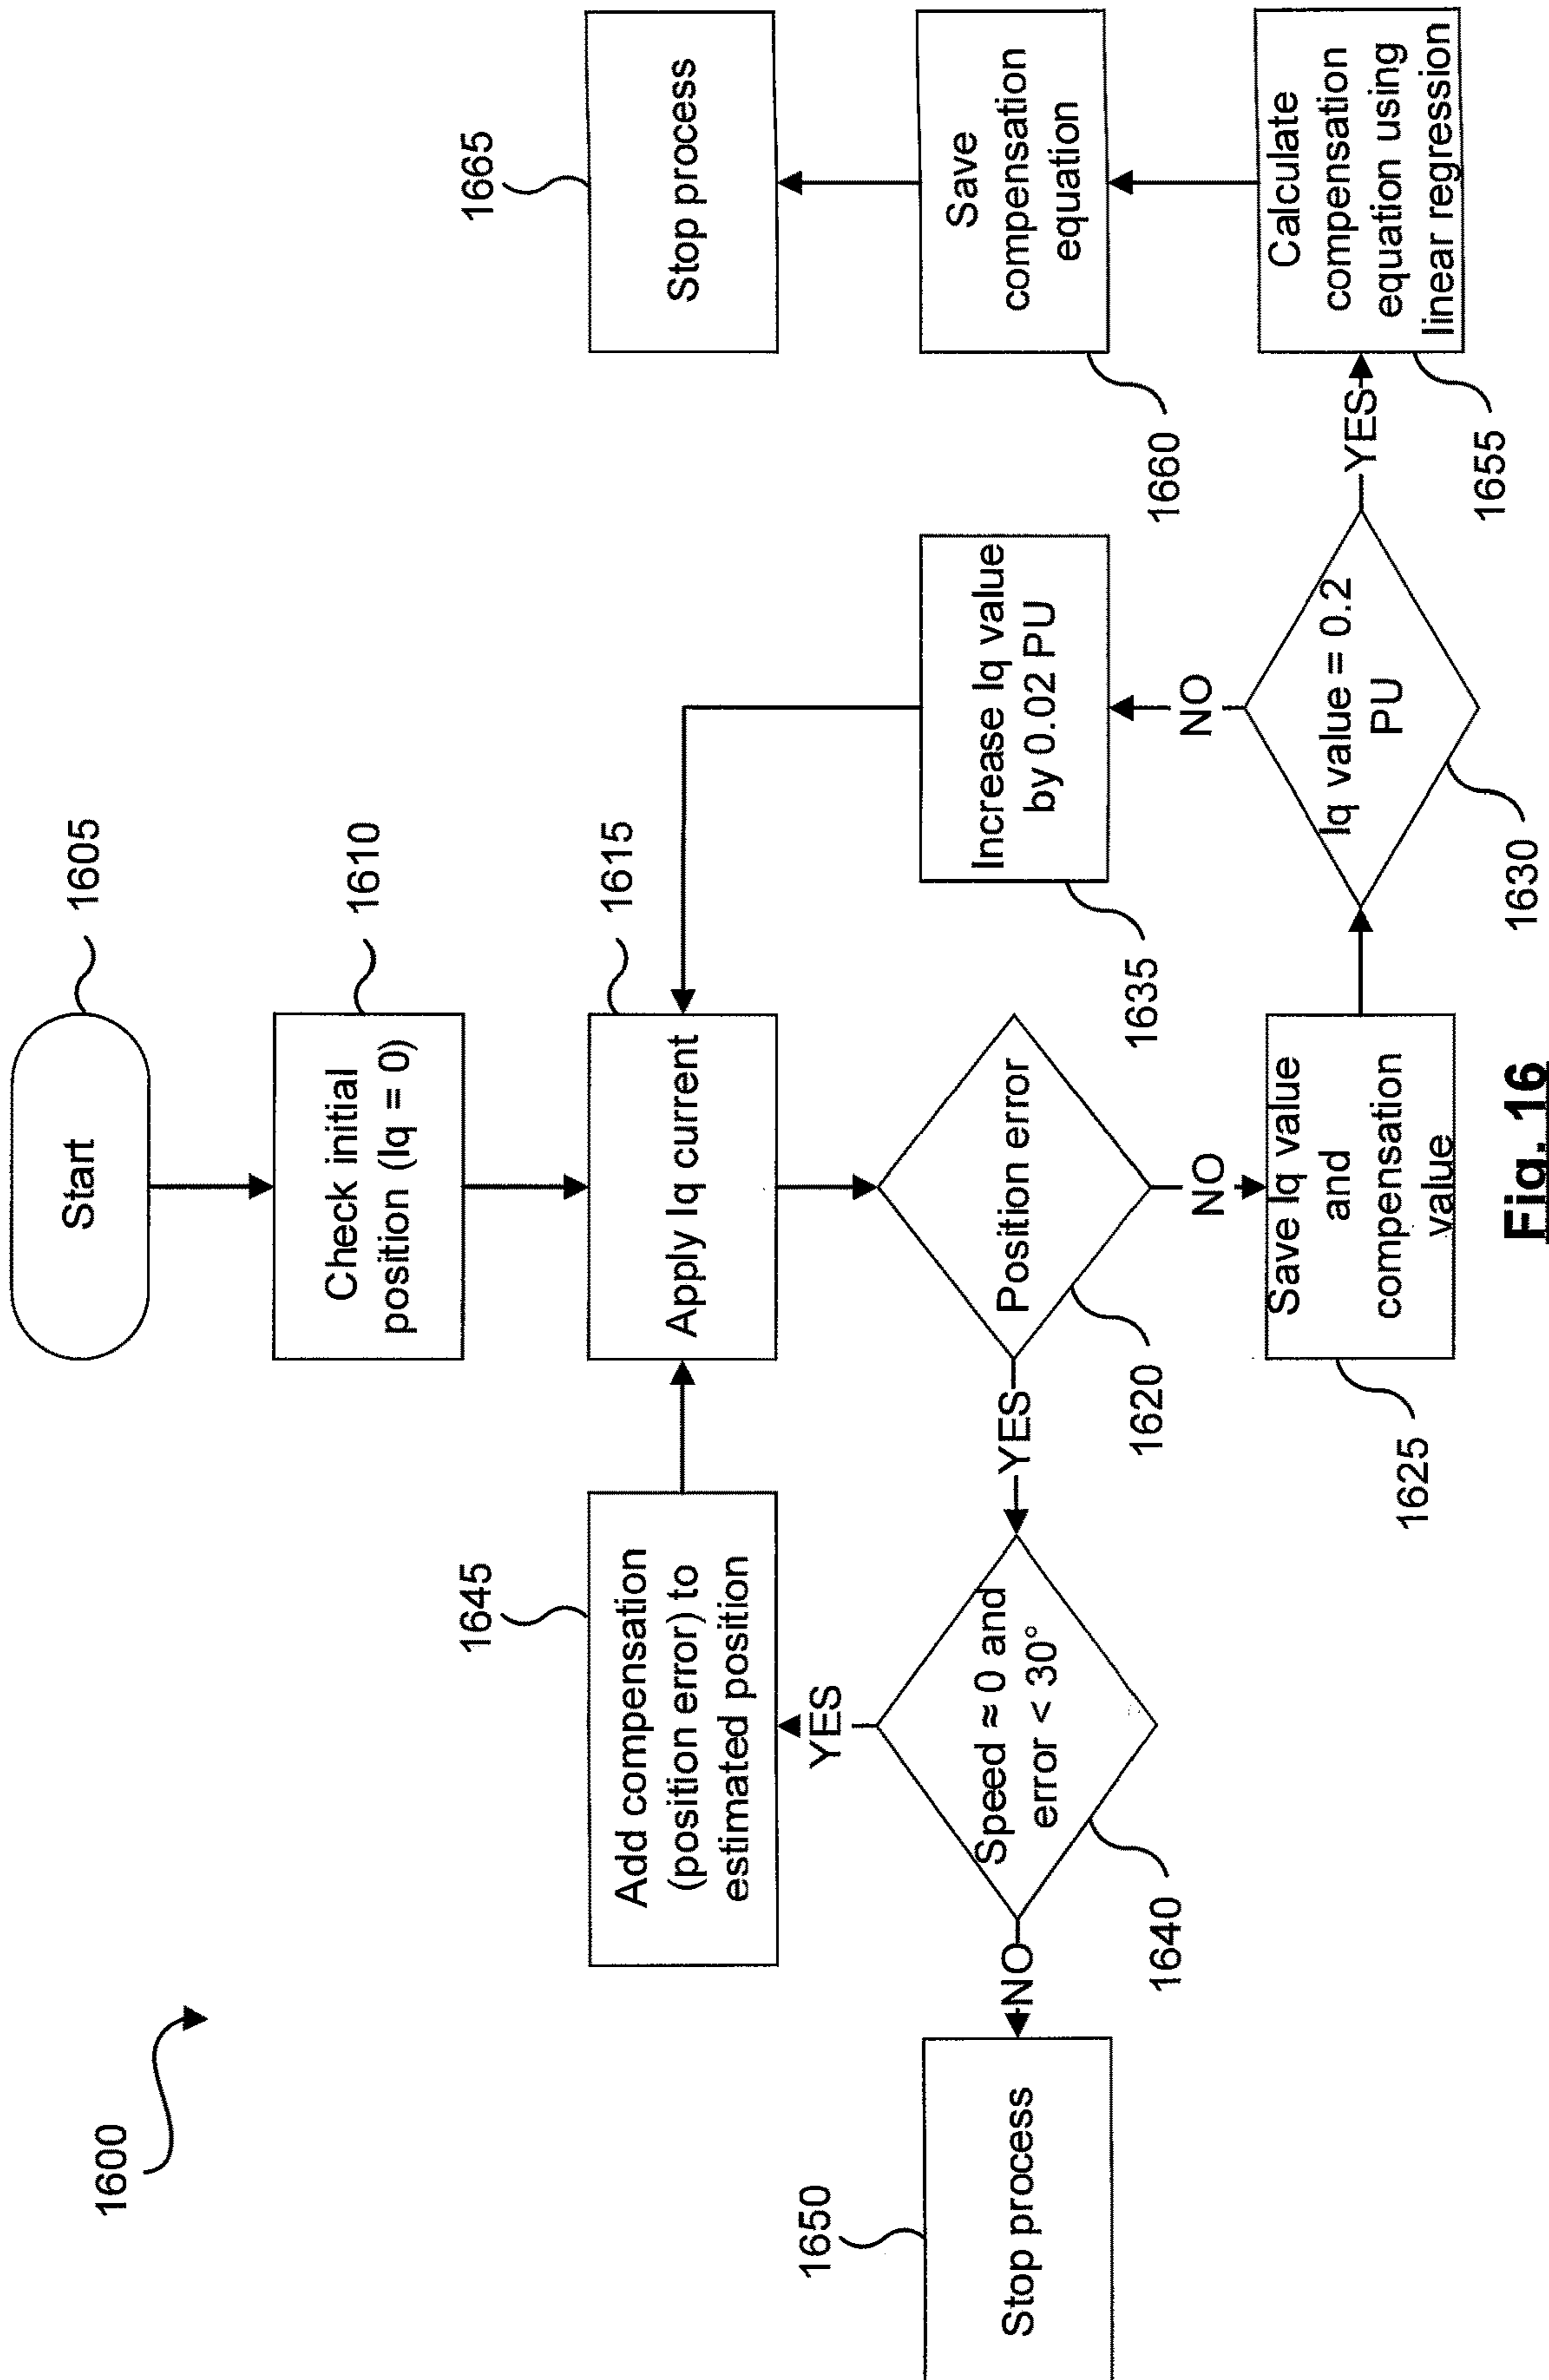 1600
Start
1605
Check initial
position (Iq = 0)
1610
Apply Iq current
1615
Position error
1620
YES
NO
Save Iq value
and
compensation
value
1625
Speed ≈ 0 and
error < 30°
1640
YES
NO
Add compensation
(position error) to
estimated position
1645
Stop process
1650
Iq value = 0.2
PU
1630
NO
YES
Increase Iq value
by 0.02 PU
1635
Calculate
compensation
equation using
linear regression
1655
Save
compensation
equation
1660
Stop process
1665
Fig. 16